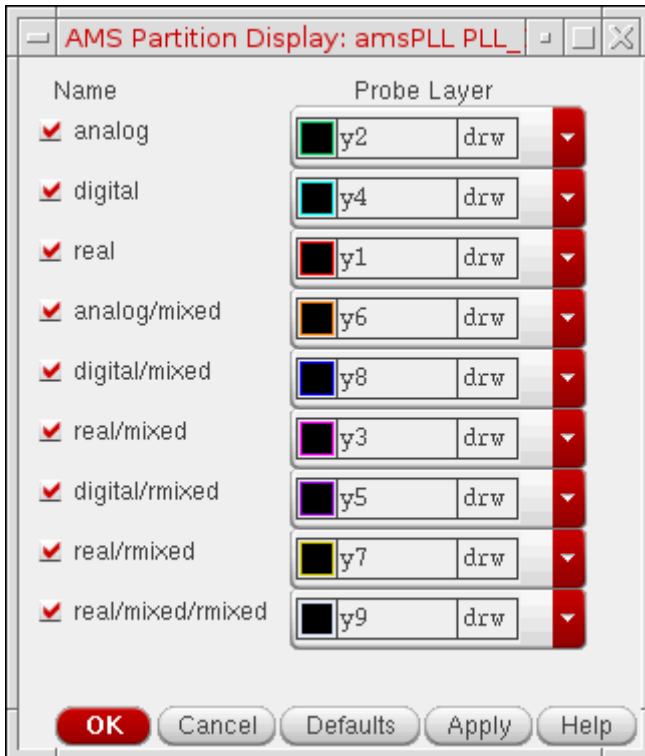 AMS Partition Display: amsPLL PLL_
Name Probe Layer
analog y2 drw
digital y4 drw
real y1 drw
analog/mixed y6 drw
digital/mixed y8 drw
real/mixed y3 drw
digital/rmixed y5 drw
real/rmixed y7 drw
real/mixed/rmixed y9 drw
OK Cancel Defaults Apply Help